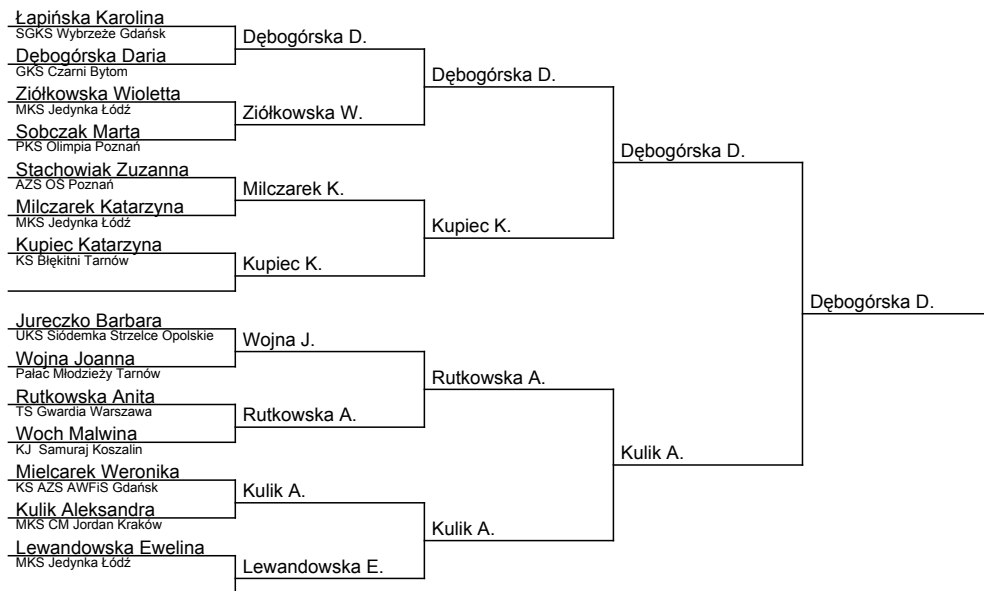 Łapińska Karolina
SGKS Wybrzeże Gdańsk
Dębogórska D.
Dębogórska Daria
GKS Czarni Bytom
Dębogórska D.
Ziółkowska Wioletta
MKS Jedynka Łódź
Ziółkowska W.
Sobczak Marta
PKS Olimpia Poznań
Dębogórska D.
Stachowiak Zuzanna
AZS OŚ Poznań
Milczarek K.
Milczarek Katarzyna
MKS Jedynka Łódź
Kupiec K.
Kupiec Katarzyna
KS Błękitni Tarnów
Kupiec K.
Dębogórska D.
Jureczko Barbara
UKS Siódemka Strzelce Opolskie
Wojna J.
Wojna Joanna
Pałac Młodzieży Tarnów
Rutkowska A.
Rutkowska Anita
TS Gwardia Warszawa
Rutkowska A.
Woch Malwina
KJ  Samuraj Koszalin
Kulik A.
Mielcarek Weronika
KS AZS AWFiS Gdańsk
Kulik A.
Kulik Aleksandra
MKS CM Jordan Kraków
Kulik A.
Lewandowska Ewelina
MKS Jedynka Łódź
Lewandowska E.